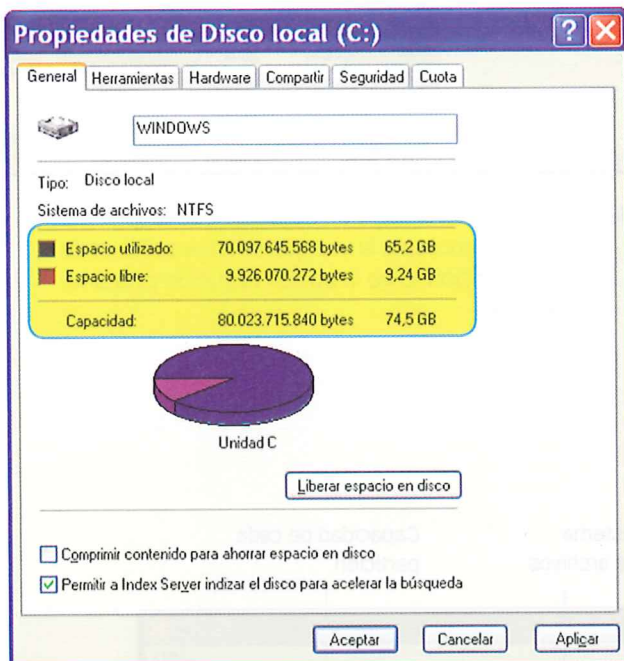 Propiedades de Disco local (C:)
General Herramientas Hardware Compartir Seguridad Cuota
WINDOWS
Tipo: Disco local
Sistema de archivos: NTFS
Espacio utilizado: 70.097.645.568 bytes 65,2 GB
Espacio libre: 9.926.070.272 bytes 9,24 GB
Capacidad: 80.023.715.840 bytes 74,5 GB
Unidad C
Liberar espacio en disco
Comprimir contenido para ahorrar espacio en disco
Permitir a Index Server indizar el disco para acelerar la búsqueda
Aceptar Cancelar Aplicar